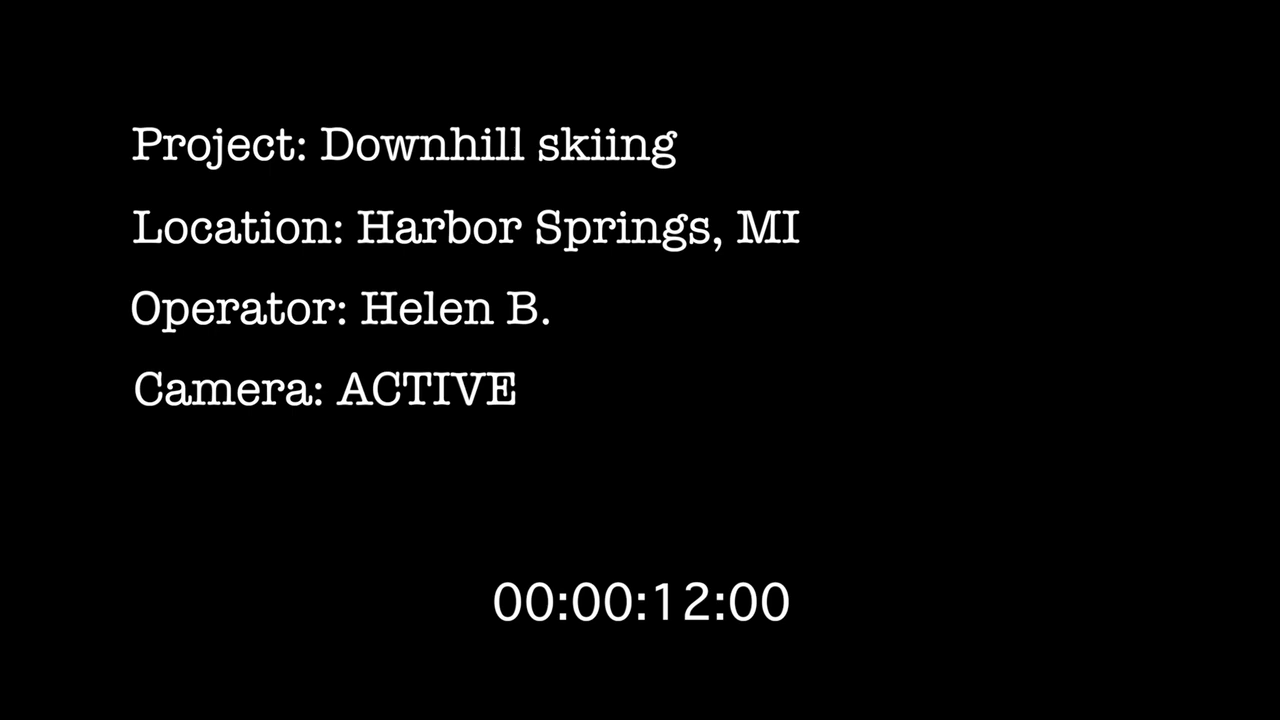 Project: Downhill skiing
Location: Harbor Springs, MI
Operator: Helen B.
Camera: ACTIVE
00:00:12:00